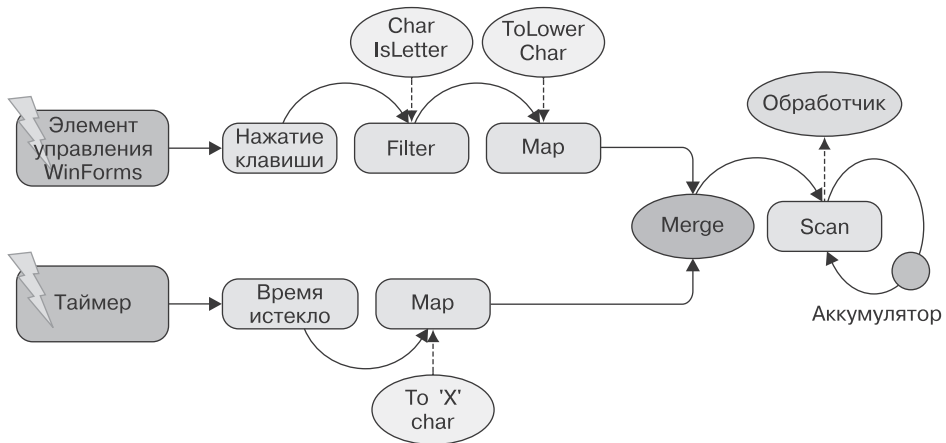 Char
IsLetter
ToLower
Char
Элемент
управления
WinForms
Нажатие
клавиши
Filter
Map
Обработчик
Merge
Scan
Таймер
Время
истекло
Map
Аккумулятор
To 'X'
char